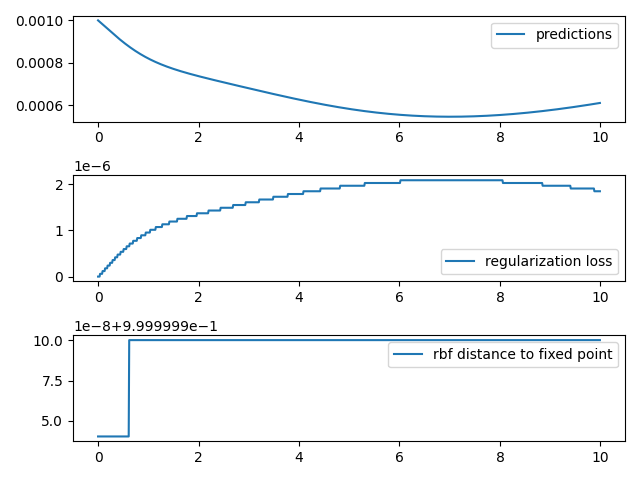 0.0010
0.0008
0.0006
predictions
0 2 4 6 8 10
1e−6
2
1
0
regularization loss
0 2 4 6 8 10
1e−8+9.999999e−1
10.0
7.5
5.0
rbf distance to fixed point
0 2 4 6 8 10